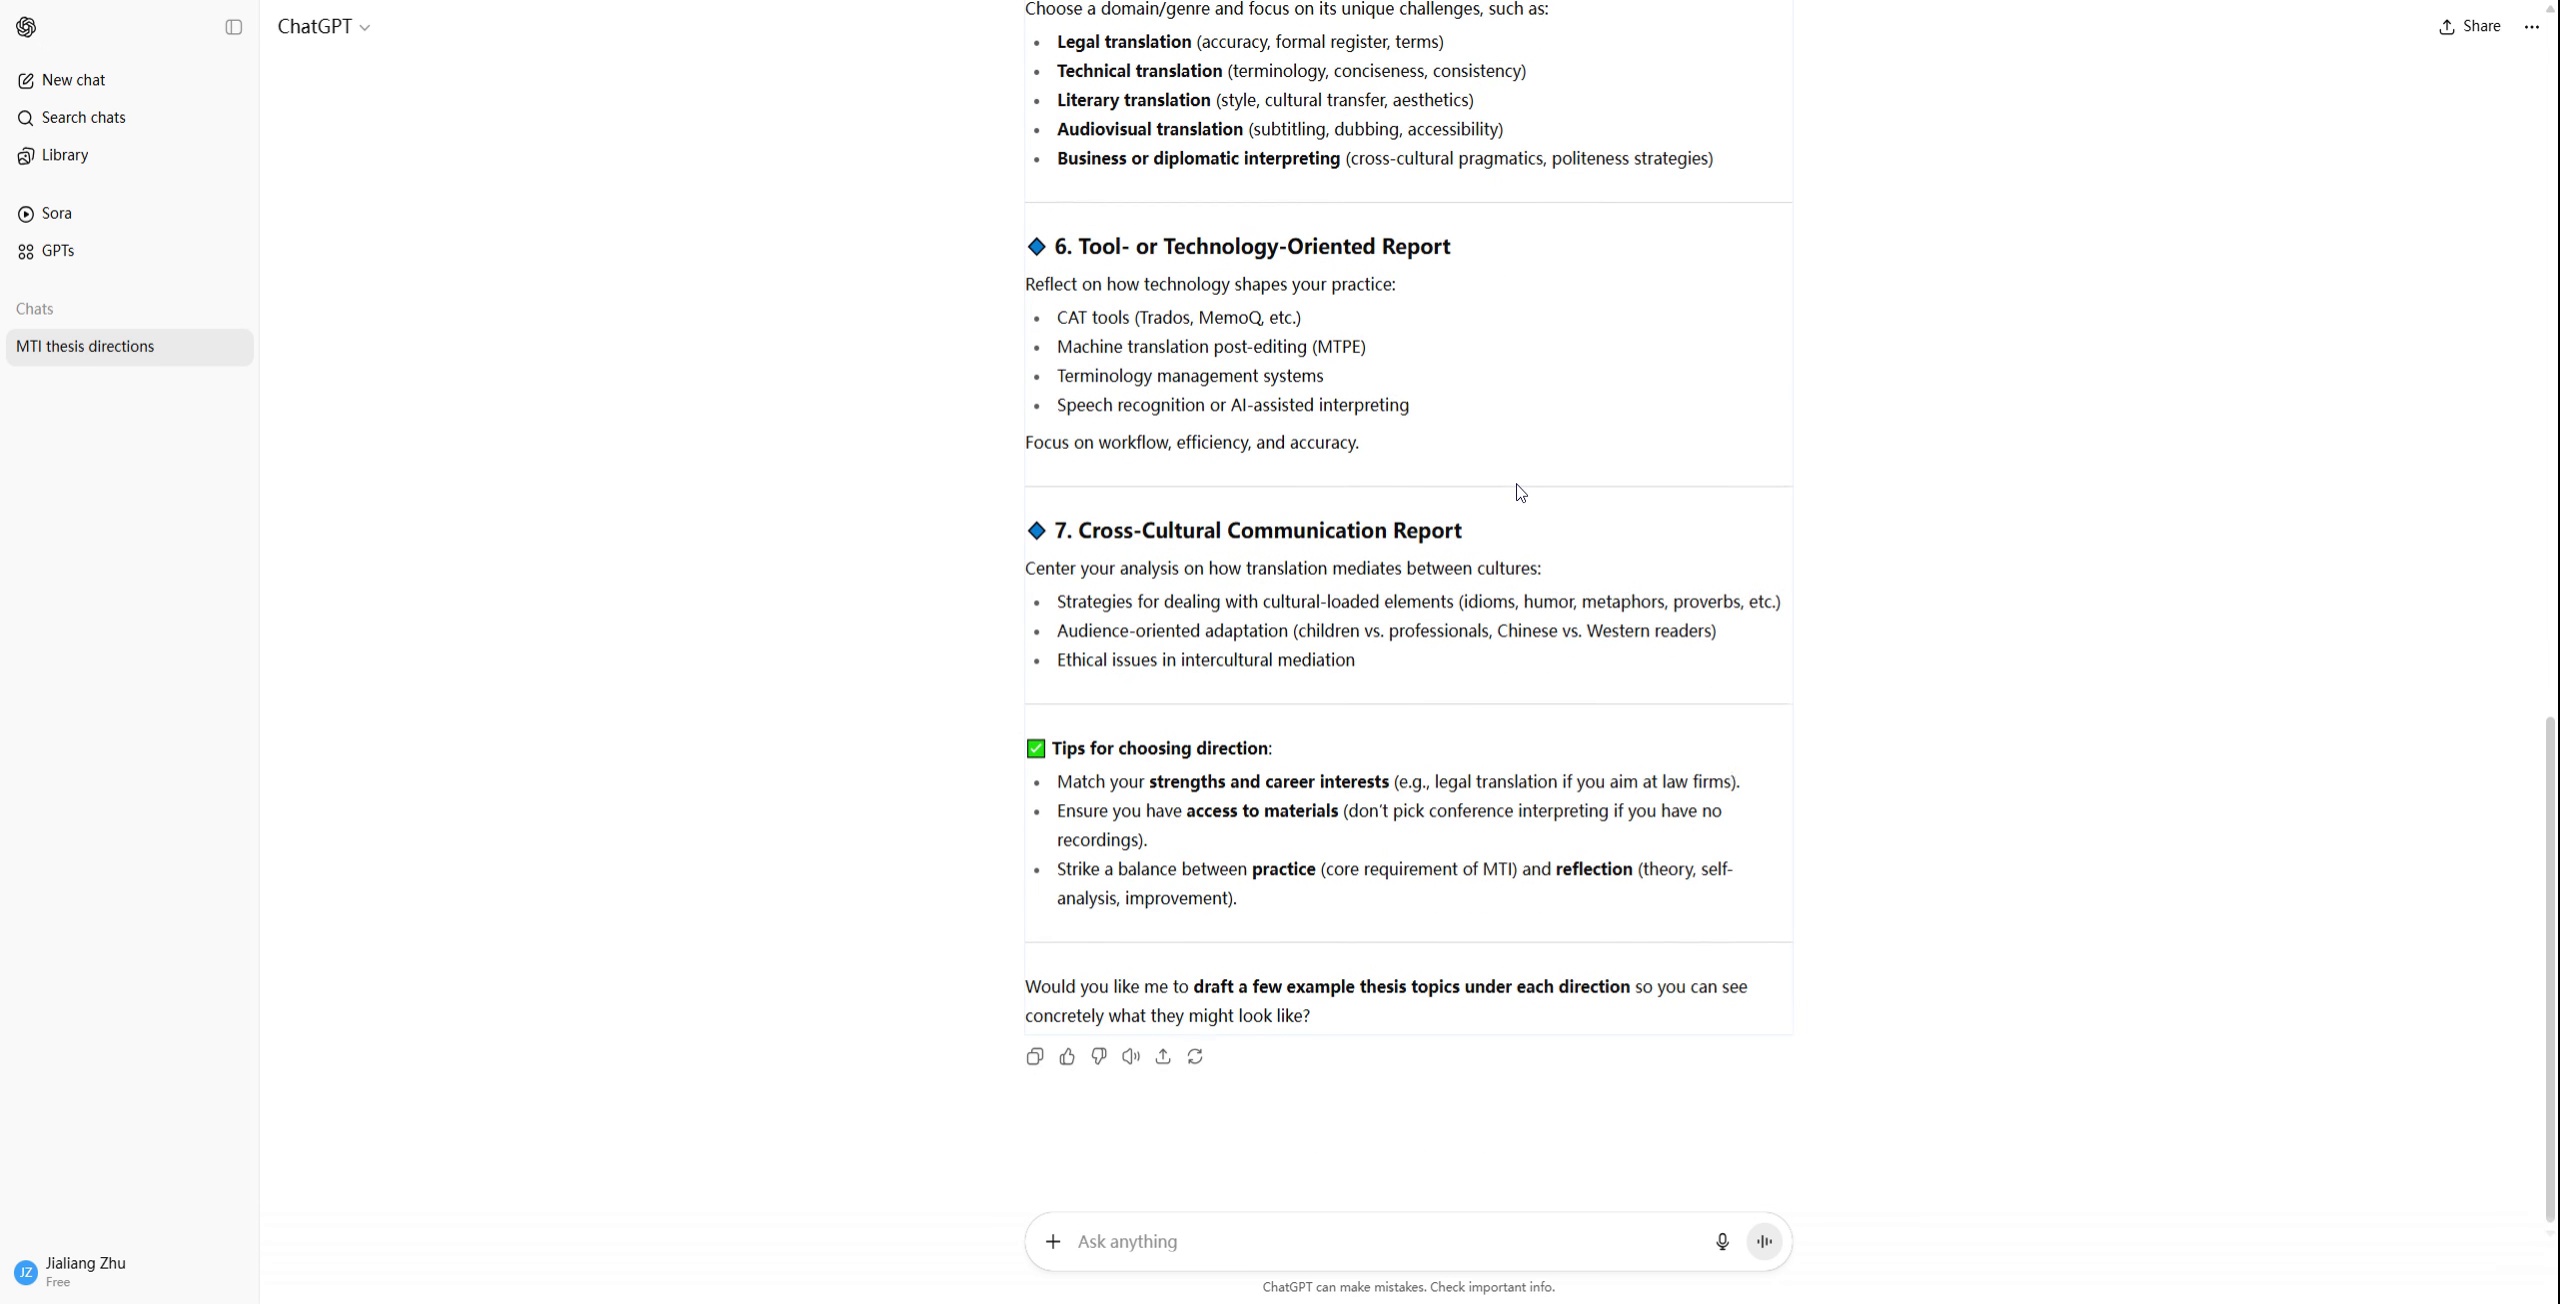 ChatGPT
Share
New chat
Search chats
Library
Sora
GPTs
Chats
MTI thesis directions
Choose a domain/genre and focus on its unique challenges, such as:
• Legal translation (accuracy, formal register, terms)
• Technical translation (terminology, conciseness, consistency)
• Literary translation (style, cultural transfer, aesthetics)
• Audiovisual translation (subtitling, dubbing, accessibility)
• Business or diplomatic interpreting (cross-cultural pragmatics, politeness strategies)
6. Tool- or Technology-Oriented Report
Reflect on how technology shapes your practice:
• CAT tools (Trados, MemoQ, etc.)
• Machine translation post-editing (MTPE)
• Terminology management systems
• Speech recognition or AI-assisted interpreting
Focus on workflow, efficiency, and accuracy.
7. Cross-Cultural Communication Report
Center your analysis on how translation mediates between cultures:
• Strategies for dealing with cultural-loaded elements (idioms, humor, metaphors, proverbs, etc.)
• Audience-oriented adaptation (children vs. professionals, Chinese vs. Western readers)
• Ethical issues in intercultural mediation
✅ Tips for choosing direction:
• Match your strengths and career interests (e.g., legal translation if you aim at law firms).
• Ensure you have access to materials (don't pick conference interpreting if you have no
recordings).
• Strike a balance between practice (core requirement of MTI) and reflection (theory, self-
analysis, improvement).
Would you like me to draft a few example thesis topics under each direction so you can see
concretely what they might look like?
Ask anything
ChatGPT can make mistakes. Check important info.
JZ
Jialiang Zhu
Free